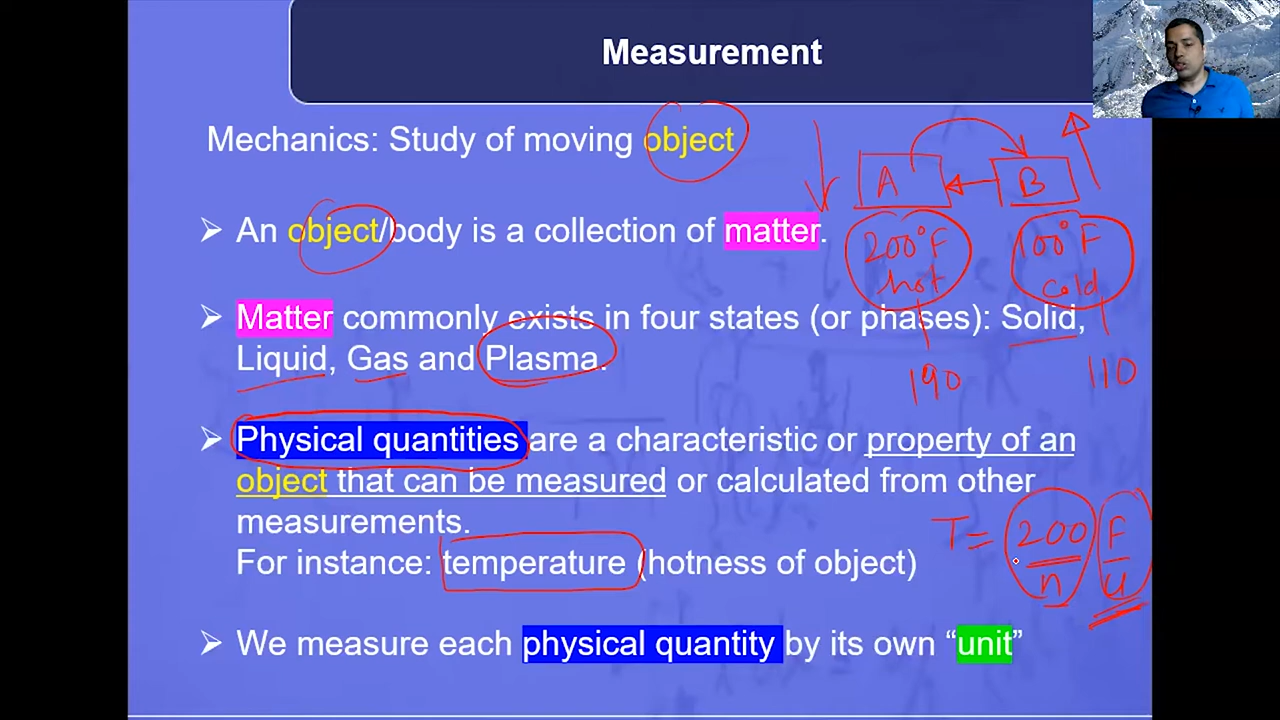 Measurement
Mechanics: Study of moving object
A B
➢ An object/body is a collection of matter.
200°F 100°F
hot cold
➢ Matter commonly exists in four states (or phases): Solid,
Liquid, Gas and Plasma.
190 110
➢ Physical quantities are a characteristic or property of an
object that can be measured or calculated from other
measurements.
T = 200 F
n u
For instance: temperature (hotness of object)
➢ We measure each physical quantity by its own “unit”